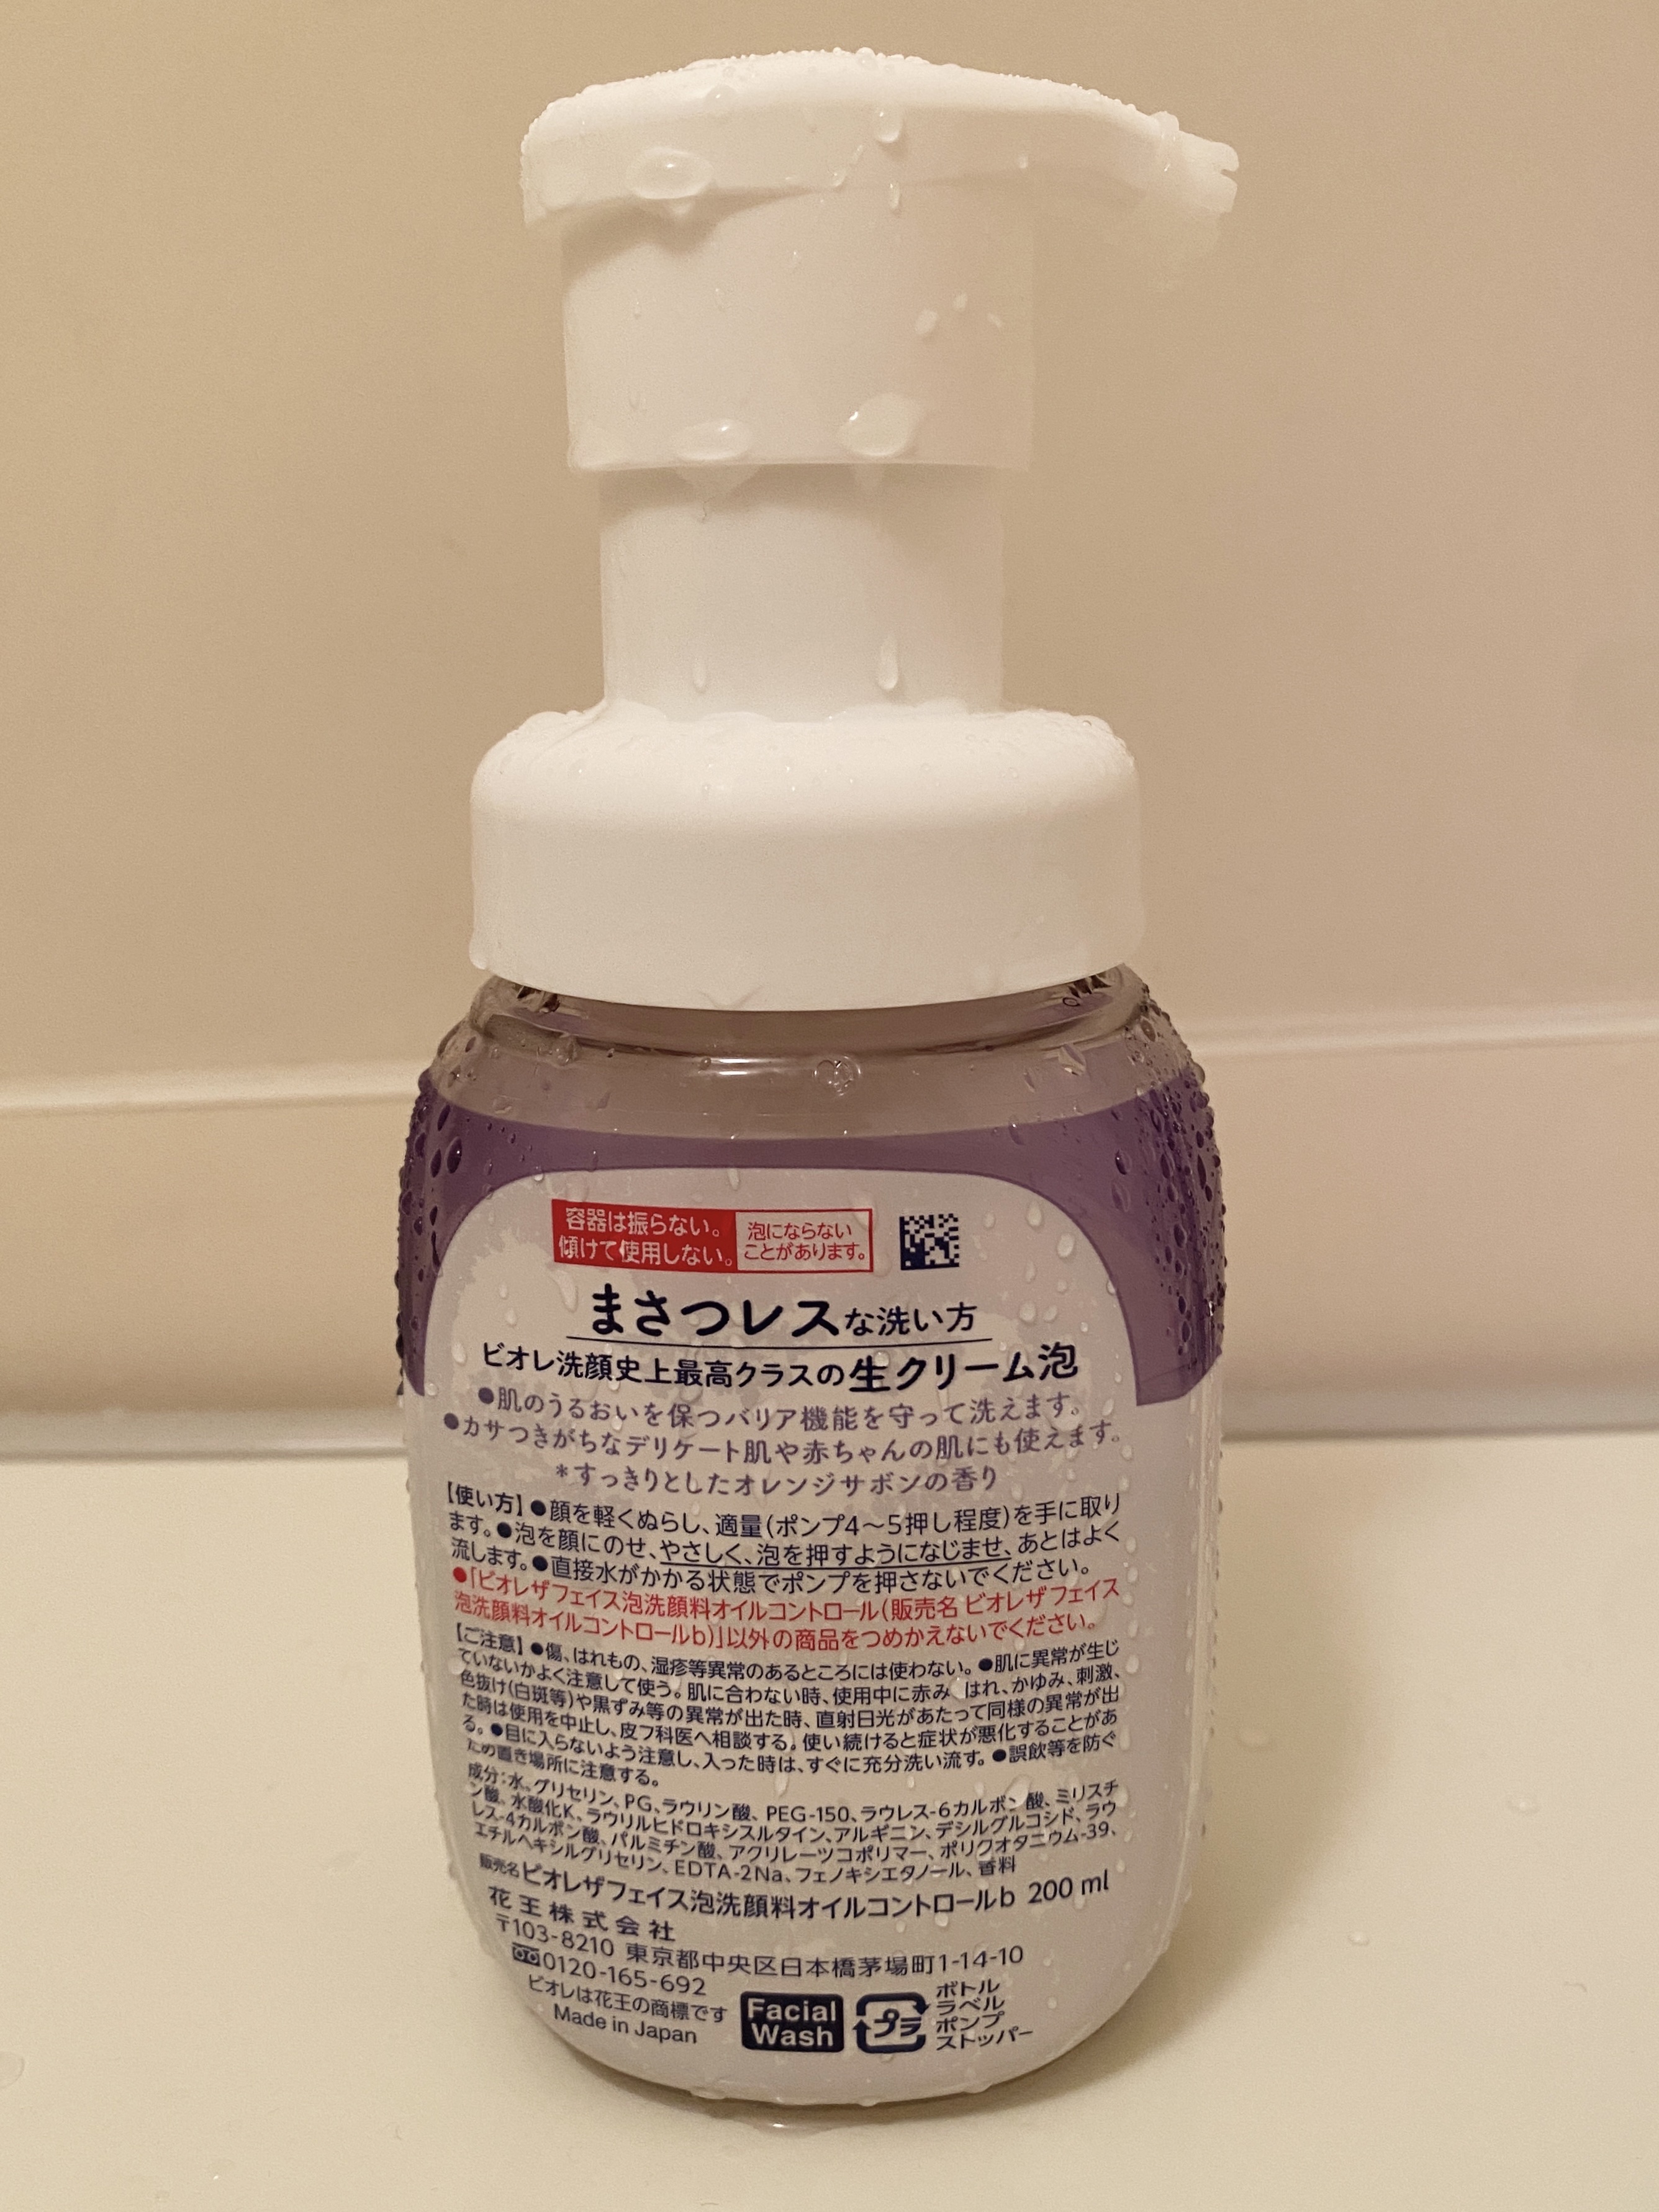 容器は振らない。
傾けて使用しない。
泡にならない
ことがあります。
まさつレスな洗い方
ビオレ洗顔史上最高クラスの生クリーム泡
●肌のうるおいを保つバリア機能を守って洗えます。
●カサつきがちなデリケート肌や赤ちゃんの肌にも使えます。
*すっきりとしたオレンジサボンの香り
【使い方】●顔を軽くぬらし、適量(ポンプ4～5押し程度)を手に取り
ます。●泡を顔にのせ、やさしく、泡を押すようになじませ、あとはよく
流します。●直接水がかかる状態でポンプを押さないでください。
●「ビオレザフェイス泡洗顔料オイルコントロール(販売名 ビオレザフェイス
泡洗顔料オイルコントロールb)」以外の商品をつめかえないでください。
【ご注意】●傷、はれもの、湿疹等異常のあるところには使わない。●肌に異常が生じ
ていないかよく注意して使う。肌に合わない時、使用中に赤み、はれ、かゆみ、刺激、
色抜け(白斑等)や黒ずみ等の異常が出た時、直射日光があたって同様の異常が出
た時は使用を中止し、皮フ科医へ相談する。使い続けると症状が悪化することがあ
る。●目に入らないよう注意し、入った時は、すぐに充分洗い流す。●誤飲等を防ぐ
ため置き場所に注意する。
成分:水、グリセリン、PG、ラウリン酸、PEG-150、ラウレス-6カルボン酸、ミリスチ
ン酸、水酸化K、ラウリルヒドロキシスルタイン、アルギニン、デシルグルコシド、ラウ
レス-4カルボン酸、パルミチン酸、アクリレーツコポリマー、ポリクオタニウム-39、
エチルヘキシルグリセリン、EDTA-2Na、フェノキシエタノール、香料
販売名ビオレザフェイス泡洗顔料オイルコントロールb 200 ml
花王株式会社
〒103-8210 東京都中央区日本橋茅場町1-14-10
0120-165-692
ビオレは花王の商標です
Made in Japan
Facial
Wash
プラ
ボトル
ラベル
ポンプ
ストッパー